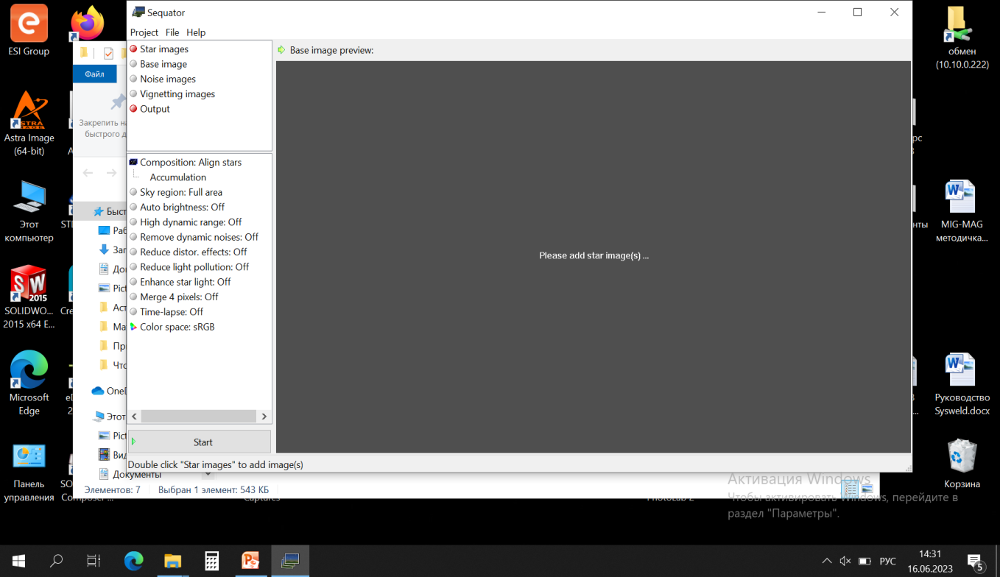 Sequator
Project File Help
Star images
Base image
Noise images
Vignetting images
Output
Composition: Align stars
Accumulation
Sky region: Full area
Auto brightness: Off
High dynamic range: Off
Remove dynamic noises: Off
Reduce distor. effects: Off
Reduce light pollution: Off
Enhance star light: Off
Merge 4 pixels: Off
Time-lapse: Off
Color space: sRGB
Start
Double click "Star images" to add image(s)
Base image preview:
Please add star image(s) ...
ESI Group
Astra Image
(64-bit)
Этот
компьютер
SOLIDWO...
2015 x64 E...
Microsoft
Edge
Панель
управления
Файл
Закрепить
быстрого
Документы
Элементов: 7
Выбран 1 элемент: 543 КБ
обмен
(10.10.0.222)
MIG-MAG
методичка...
Руководство
Sysweld.docx
Корзина
Активация Windows
Чтобы активировать Windows, перейдите в
раздел "Параметры".
РУС
14:31
16.06.2023
5